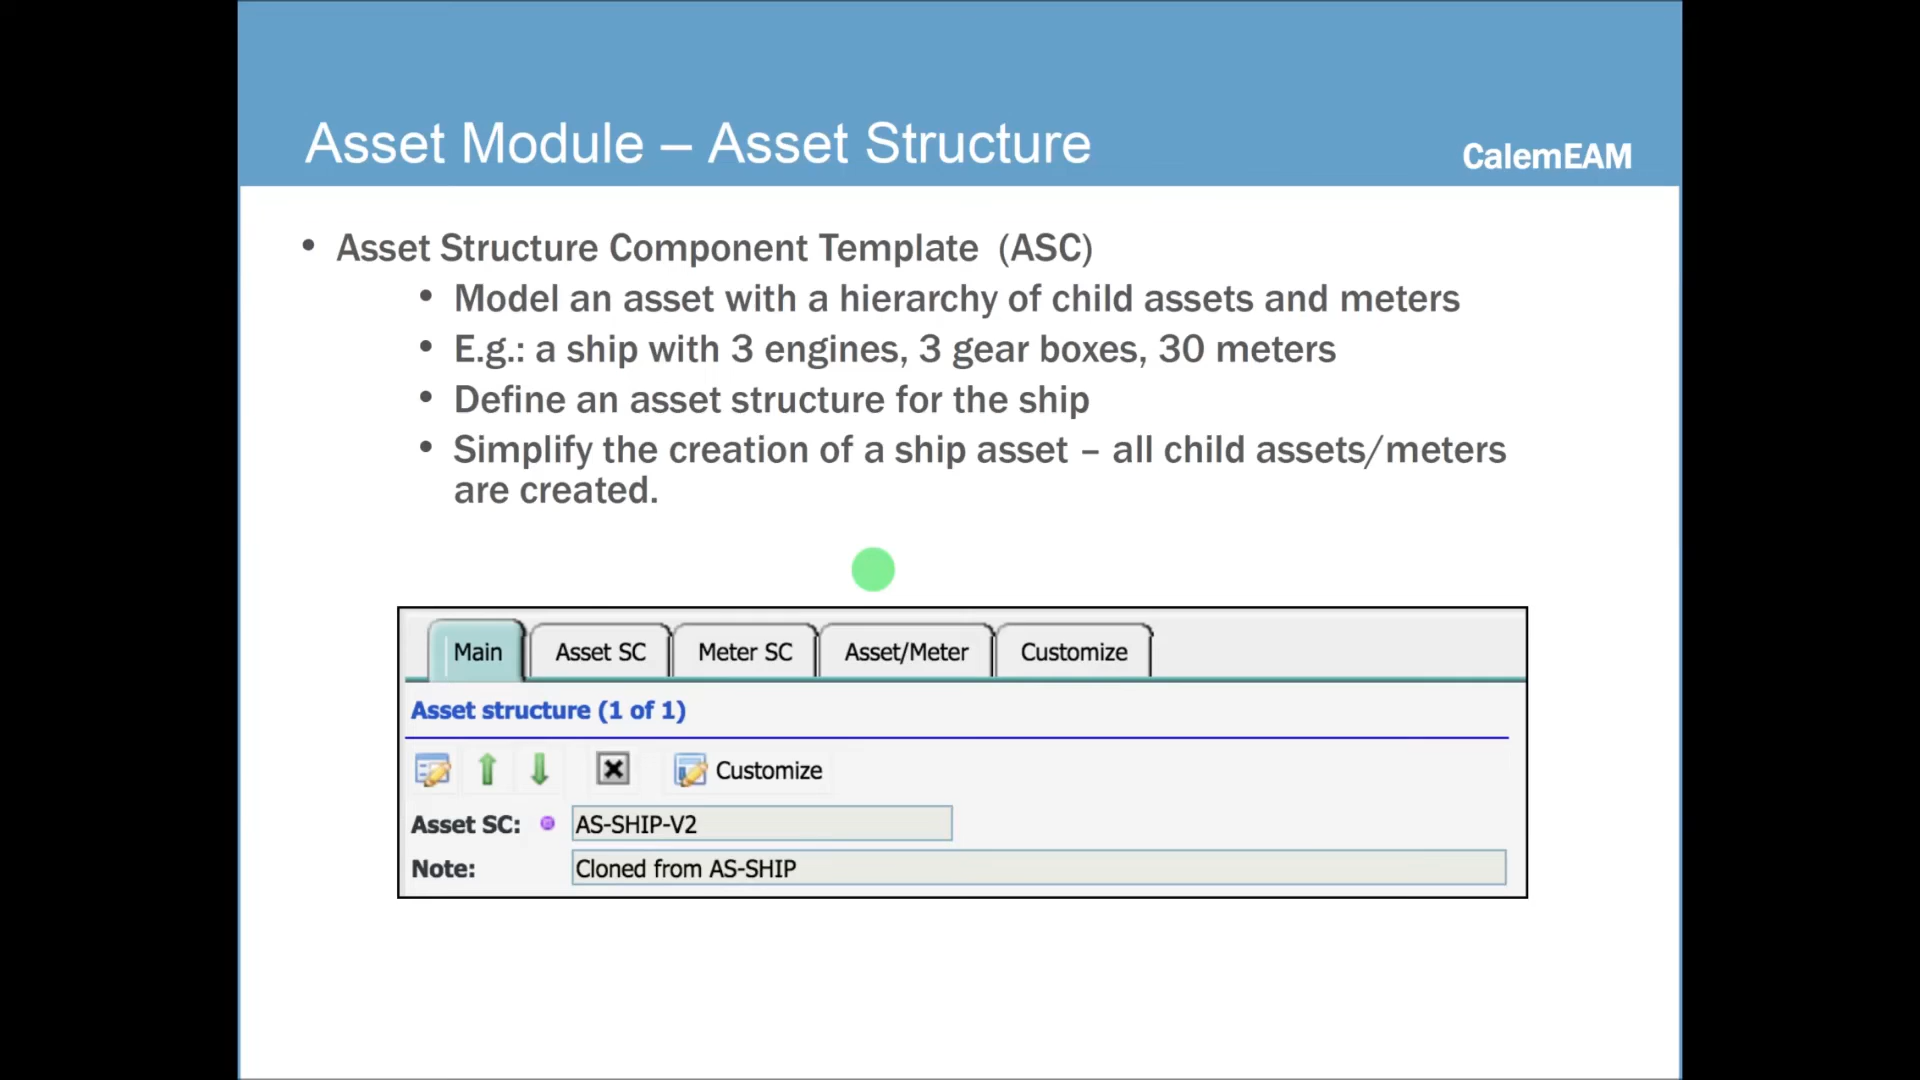 Asset Module – Asset Structure
CalemEAM
• Asset Structure Component Template (ASC)
• Model an asset with a hierarchy of child assets and meters
• E.g.: a ship with 3 engines, 3 gear boxes, 30 meters
• Define an asset structure for the ship
• Simplify the creation of a ship asset – all child assets/meters
are created.
Main Asset SC Meter SC Asset/Meter Customize
Asset structure (1 of 1)
Customize
Asset SC: AS-SHIP-V2
Note: Cloned from AS-SHIP